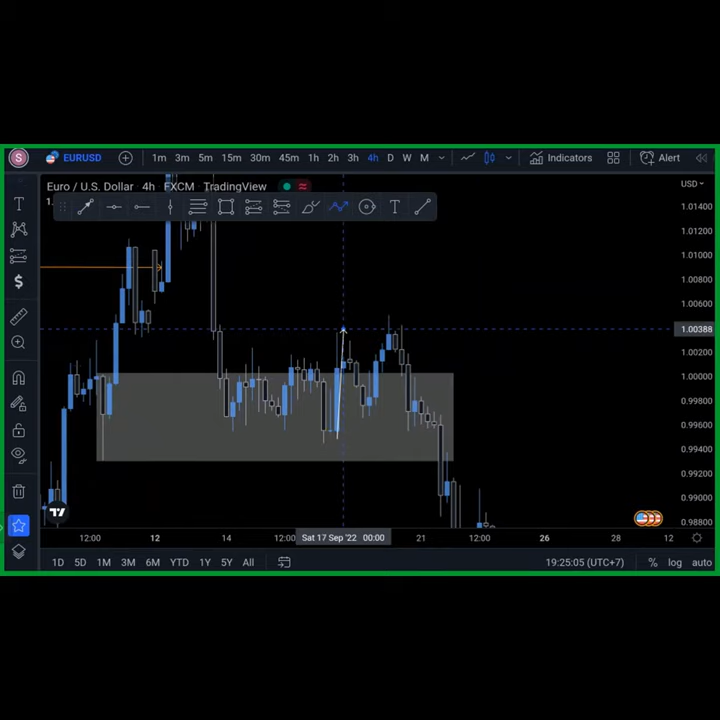 S EURUSD 1m 3m 5m 15m 30m 45m 1h 2h 3h 4h D W M Indicators Alert
Euro / U.S. Dollar · 4h · FXCM · TradingView
USD
1.
T
T
$
1.01400
1.01200
1.01000
1.00800
1.00600
1.00388
1.00200
1.00000
0.99800
0.99600
0.99400
0.99200
0.99000
0.98800
12:00 12 14 12:00 Sat 17 Sep '22 00:00 21 12:00 26 28 12
1D 5D 1M 3M 6M YTD 1Y 5Y All 19:25:05 (UTC+7) % log auto